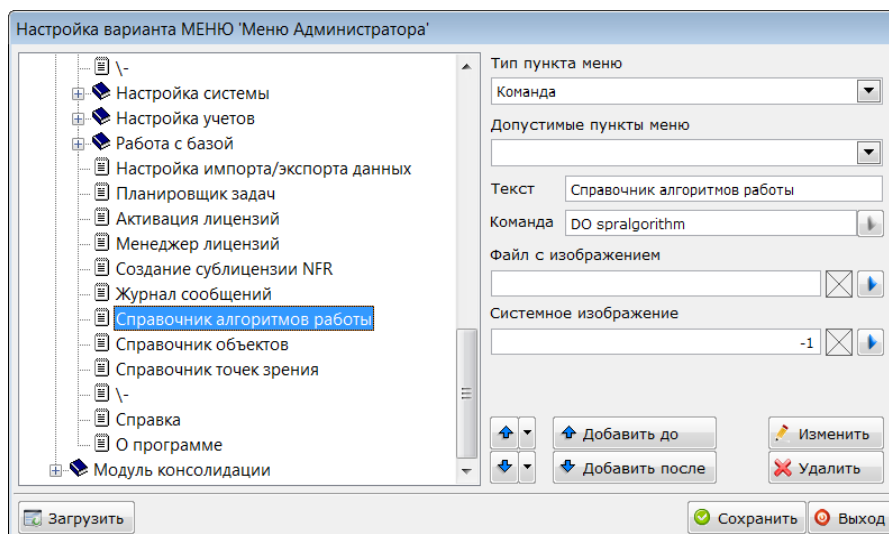 Настройка варианта МЕНЮ 'Меню Администратора'
\-
Настройка системы
Настройка учетов
Работа с базой
Настройка импорта/экспорта данных
Планировщик задач
Активация лицензий
Менеджер лицензий
Создание сублицензии NFR
Журнал сообщений
Справочник алгоритмов работы
Справочник объектов
Справочник точек зрения
\-
Справка
О программе
Модуль консолидации
Тип пункта меню
Команда
Допустимые пункты меню
Текст Справочник алгоритмов работы
Команда DO spralgorithm
Файл с изображением
Системное изображение
-1
Добавить до
Изменить
Добавить после
Удалить
Загрузить
Сохранить
Выход